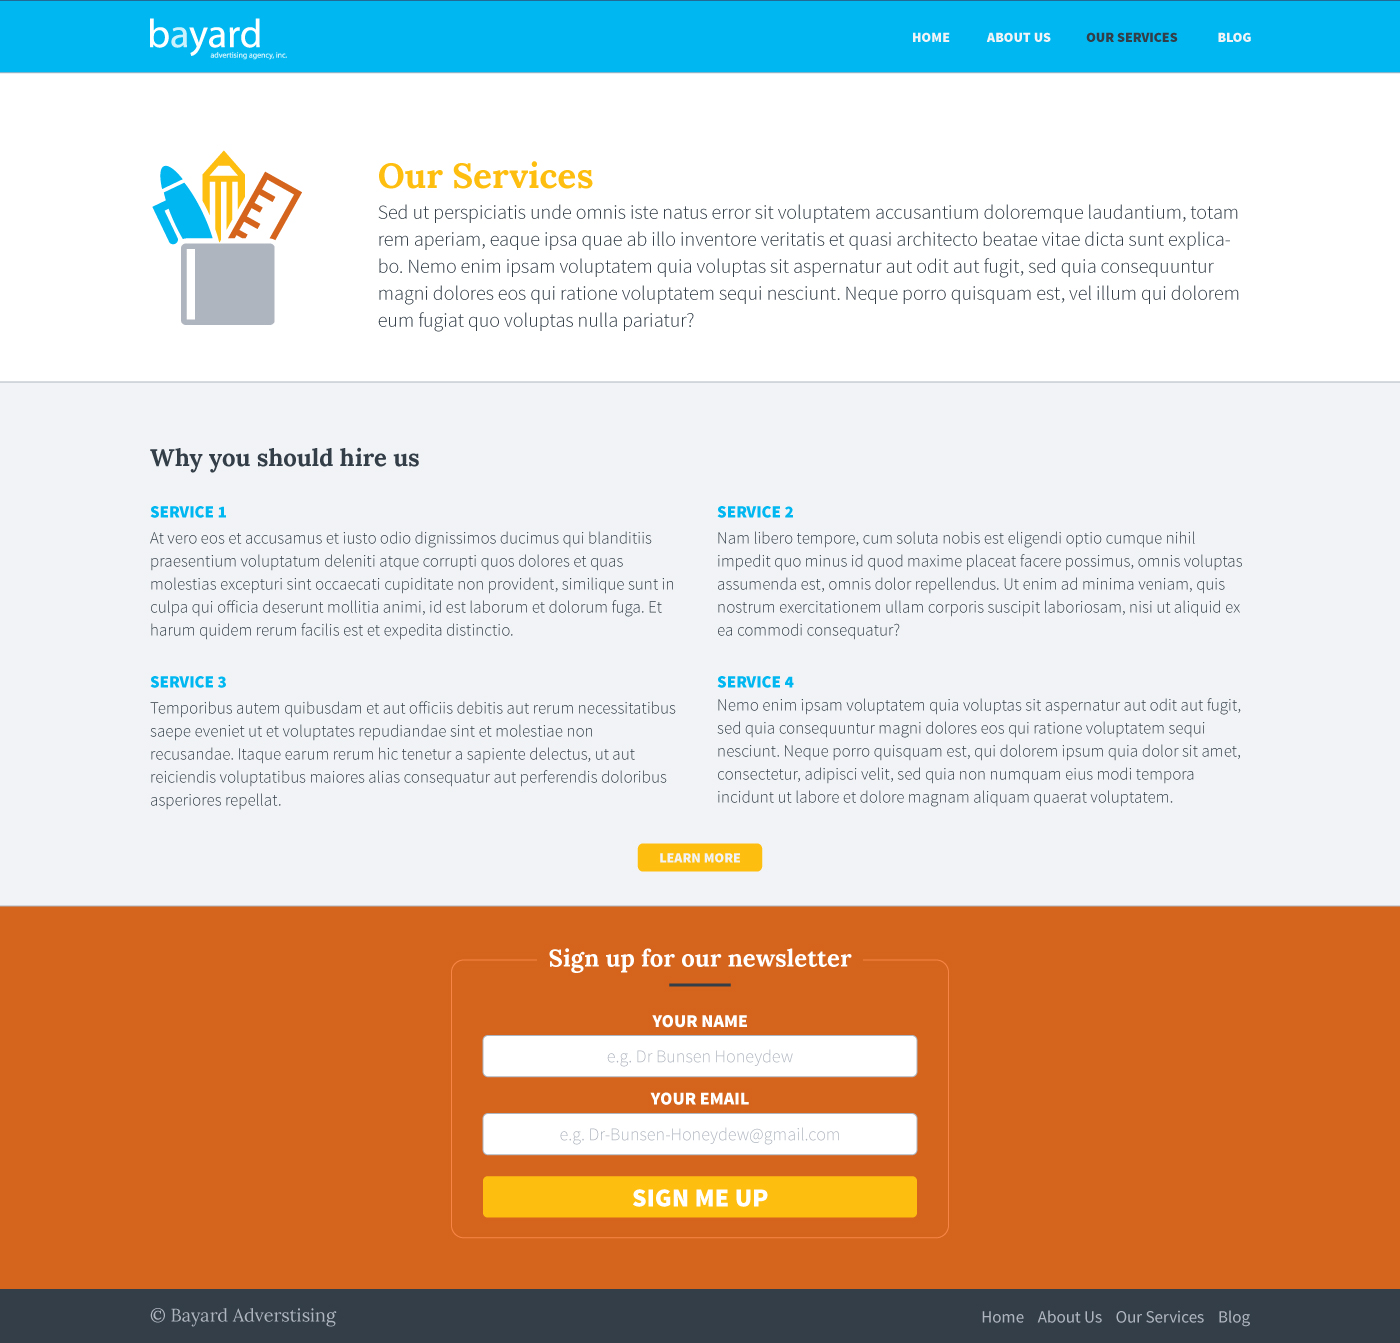 bayard
advertising agency, inc.
HOME ABOUT US OUR SERVICES BLOG
Our Services
Sed ut perspiciatis unde omnis iste natus error sit voluptatem accusantium doloremque laudantium, totam
rem aperiam, eaque ipsa quae ab illo inventore veritatis et quasi architecto beatae vitae dicta sunt explica-
bo. Nemo enim ipsam voluptatem quia voluptas sit aspernatur aut odit aut fugit, sed quia consequuntur
magni dolores eos qui ratione voluptatem sequi nesciunt. Neque porro quisquam est, vel illum qui dolorem
eum fugiat quo voluptas nulla pariatur?
Why you should hire us
SERVICE 1
At vero eos et accusamus et iusto odio dignissimos ducimus qui blanditiis
praesentium voluptatum deleniti atque corrupti quos dolores et quas
molestias excepturi sint occaecati cupiditate non provident, similique sunt in
culpa qui officia deserunt mollitia animi, id est laborum et dolorum fuga. Et
harum quidem rerum facilis est et expedita distinctio.
SERVICE 2
Nam libero tempore, cum soluta nobis est eligendi optio cumque nihil
impedit quo minus id quod maxime placeat facere possimus, omnis voluptas
assumenda est, omnis dolor repellendus. Ut enim ad minima veniam, quis
nostrum exercitationem ullam corporis suscipit laboriosam, nisi ut aliquid ex
ea commodi consequatur?
SERVICE 3
Temporibus autem quibusdam et aut officiis debitis aut rerum necessitatibus
saepe eveniet ut et voluptates repudiandae sint et molestiae non
recusandae. Itaque earum rerum hic tenetur a sapiente delectus, ut aut
reiciendis voluptatibus maiores alias consequatur aut perferendis doloribus
asperiores repellat.
SERVICE 4
Nemo enim ipsam voluptatem quia voluptas sit aspernatur aut odit aut fugit,
sed quia consequuntur magni dolores eos qui ratione voluptatem sequi
nesciunt. Neque porro quisquam est, qui dolorem ipsum quia dolor sit amet,
consectetur, adipisci velit, sed quia non numquam eius modi tempora
incidunt ut labore et dolore magnam aliquam quaerat voluptatem.
LEARN MORE
Sign up for our newsletter
YOUR NAME
e.g. Dr Bunsen Honeydew
YOUR EMAIL
e.g. Dr-Bunsen-Honeydew@gmail.com
SIGN ME UP
© Bayard Adverstising
Home About Us Our Services Blog